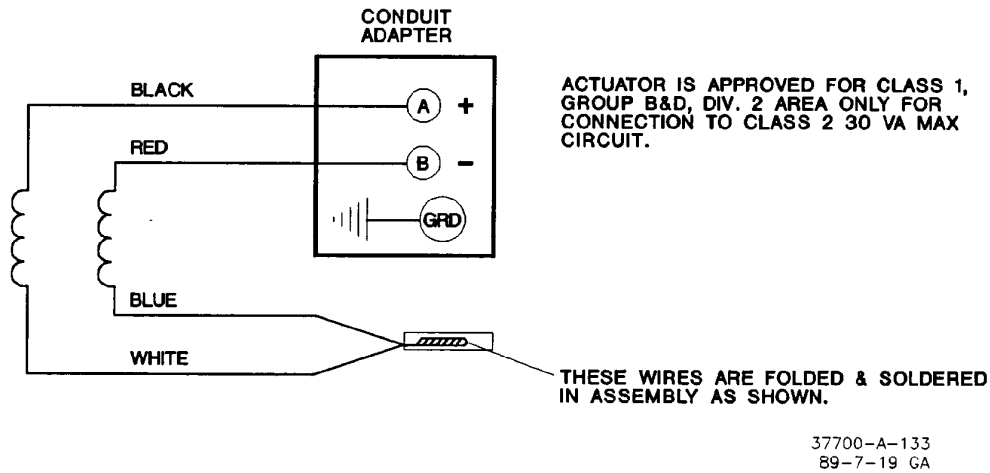 CONDUIT
ADAPTER
BLACK
A +
RED
B −
GRD
BLUE
WHITE
ACTUATOR IS APPROVED FOR CLASS 1,
GROUP B&D, DIV. 2 AREA ONLY FOR
CONNECTION TO CLASS 2 30 VA MAX
CIRCUIT.
THESE WIRES ARE FOLDED & SOLDERED
IN ASSEMBLY AS SHOWN.
37700-A-133
89-7-19 GA